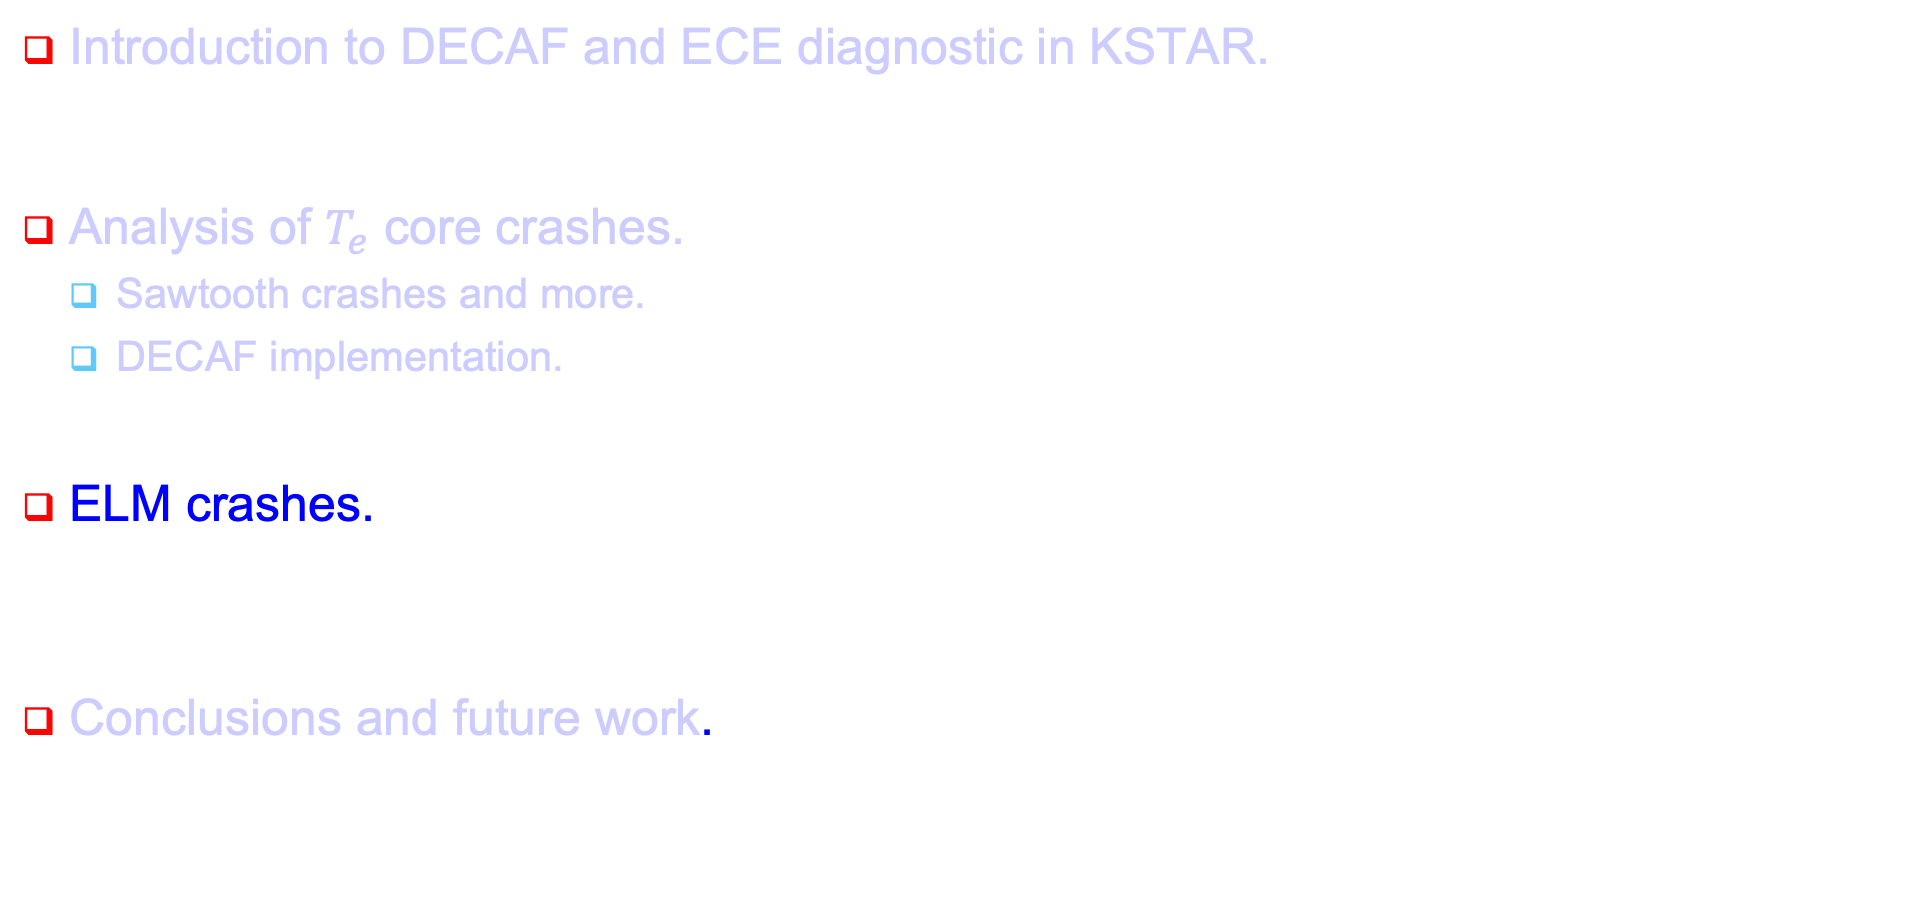 Introduction to DECAF and ECE diagnostic in KSTAR.
Analysis of Te core crashes.
Sawtooth crashes and more.
DECAF implementation.
ELM crashes.
Conclusions and future work.